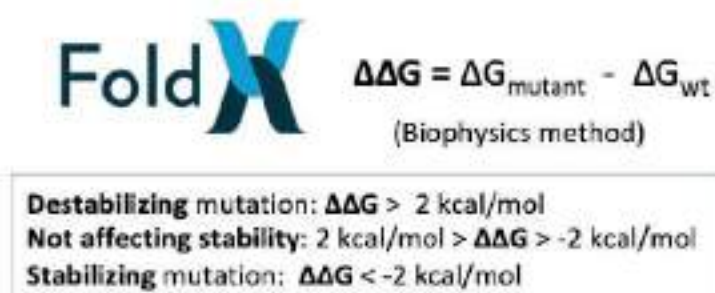 FoldX
ΔΔG = ΔGmutant - ΔGwt
(Biophysics method)
Destabilizing mutation: ΔΔG > 2 kcal/mol
Not affecting stability: 2 kcal/mol > ΔΔG > -2 kcal/mol
Stabilizing mutation: ΔΔG < -2 kcal/mol